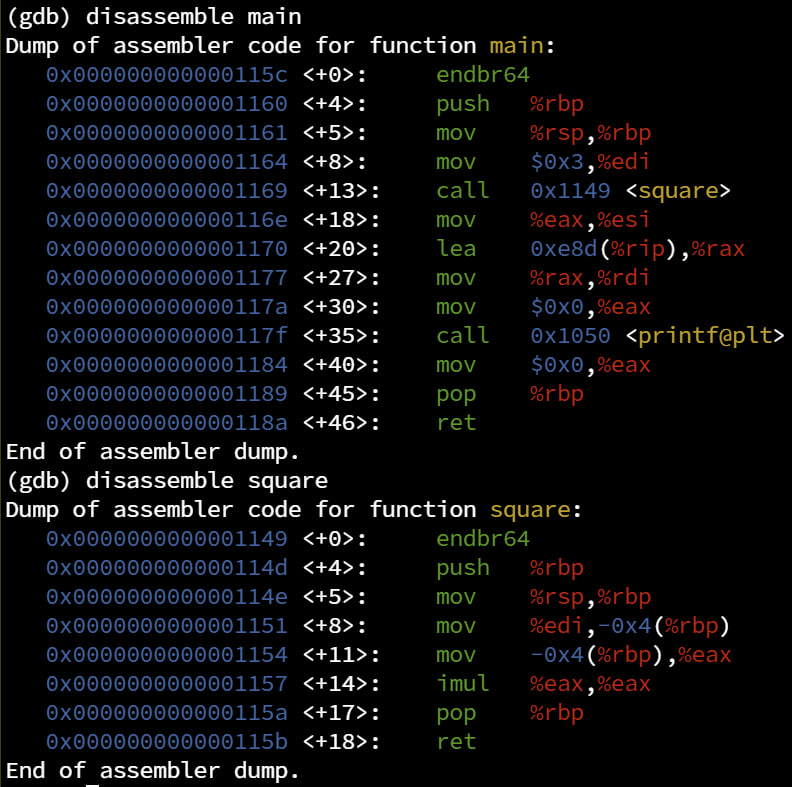 (gdb) disassemble main
Dump of assembler code for function main:
   0x000000000000115c <+0>:     endbr64
   0x0000000000001160 <+4>:     push   %rbp
   0x0000000000001161 <+5>:     mov    %rsp,%rbp
   0x0000000000001164 <+8>:     mov    $0x3,%edi
   0x0000000000001169 <+13>:    call   0x1149 <square>
   0x000000000000116e <+18>:    mov    %eax,%esi
   0x0000000000001170 <+20>:    lea    0xe8d(%rip),%rax
   0x0000000000001177 <+27>:    mov    %rax,%rdi
   0x000000000000117a <+30>:    mov    $0x0,%eax
   0x000000000000117f <+35>:    call   0x1050 <printf@plt>
   0x0000000000001184 <+40>:    mov    $0x0,%eax
   0x0000000000001189 <+45>:    pop    %rbp
   0x000000000000118a <+46>:    ret
End of assembler dump.
(gdb) disassemble square
Dump of assembler code for function square:
   0x0000000000001149 <+0>:     endbr64
   0x000000000000114d <+4>:     push   %rbp
   0x000000000000114e <+5>:     mov    %rsp,%rbp
   0x0000000000001151 <+8>:     mov    %edi,-0x4(%rbp)
   0x0000000000001154 <+11>:    mov    -0x4(%rbp),%eax
   0x0000000000001157 <+14>:    imul   %eax,%eax
   0x000000000000115a <+17>:    pop    %rbp
   0x000000000000115b <+18>:    ret
End of assembler dump.